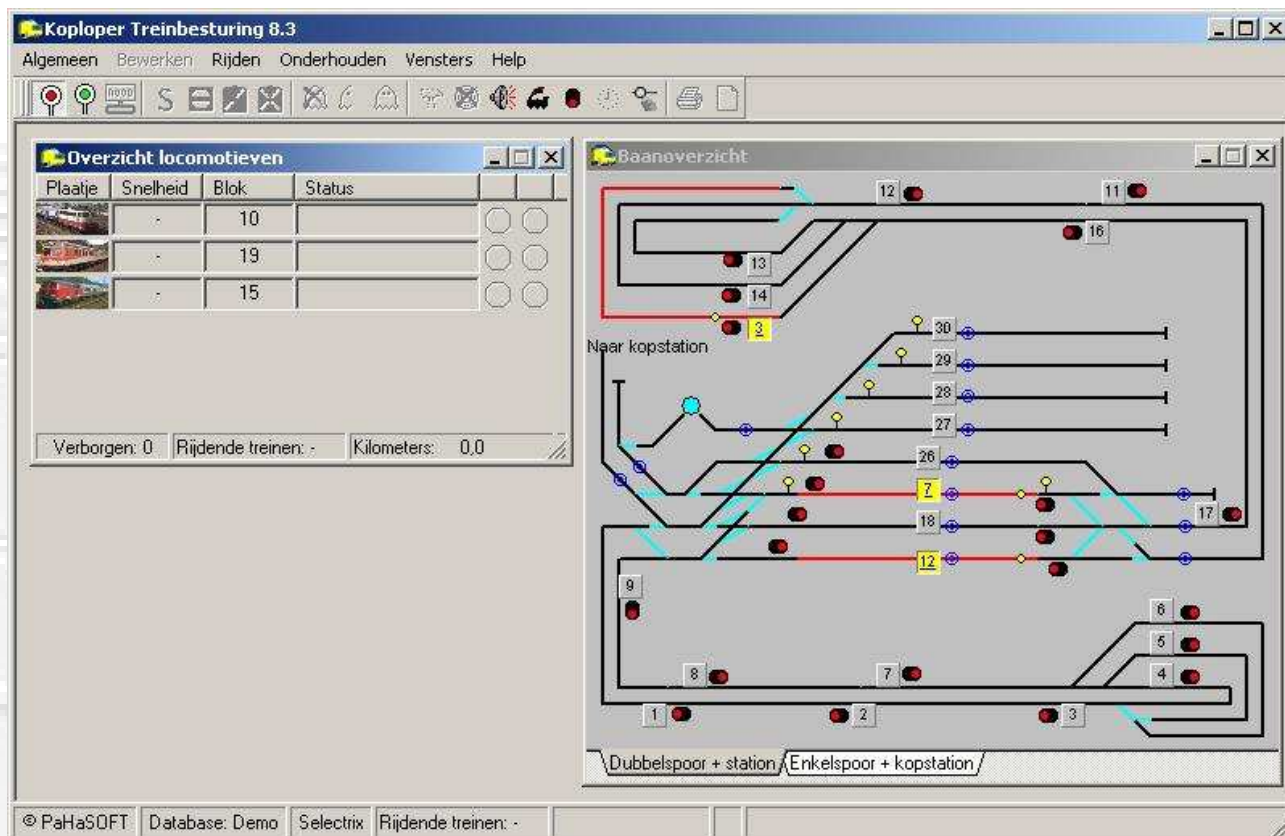 Koploper Treinbesturing 8.3
Algemeen Bewerken Rijden Onderhouden Vensters Help
noop S
Overzicht locomotieven
Plaatje Snelheid Blok Status
- 10
- 19
- 15
Verborgen: 0 Rijdende treinen: - Kilometers: 0,0
Baanoverzicht
12 11
16
13
14
3
30
Naar kopstation
29
28
27
26
7
18 17
12
9
6
5
8 7 4
1 2 3
Dubbelspoor + station Enkelspoor + kopstation
© PaHaSOFT Database: Demo Selectrix Rijdende treinen: -